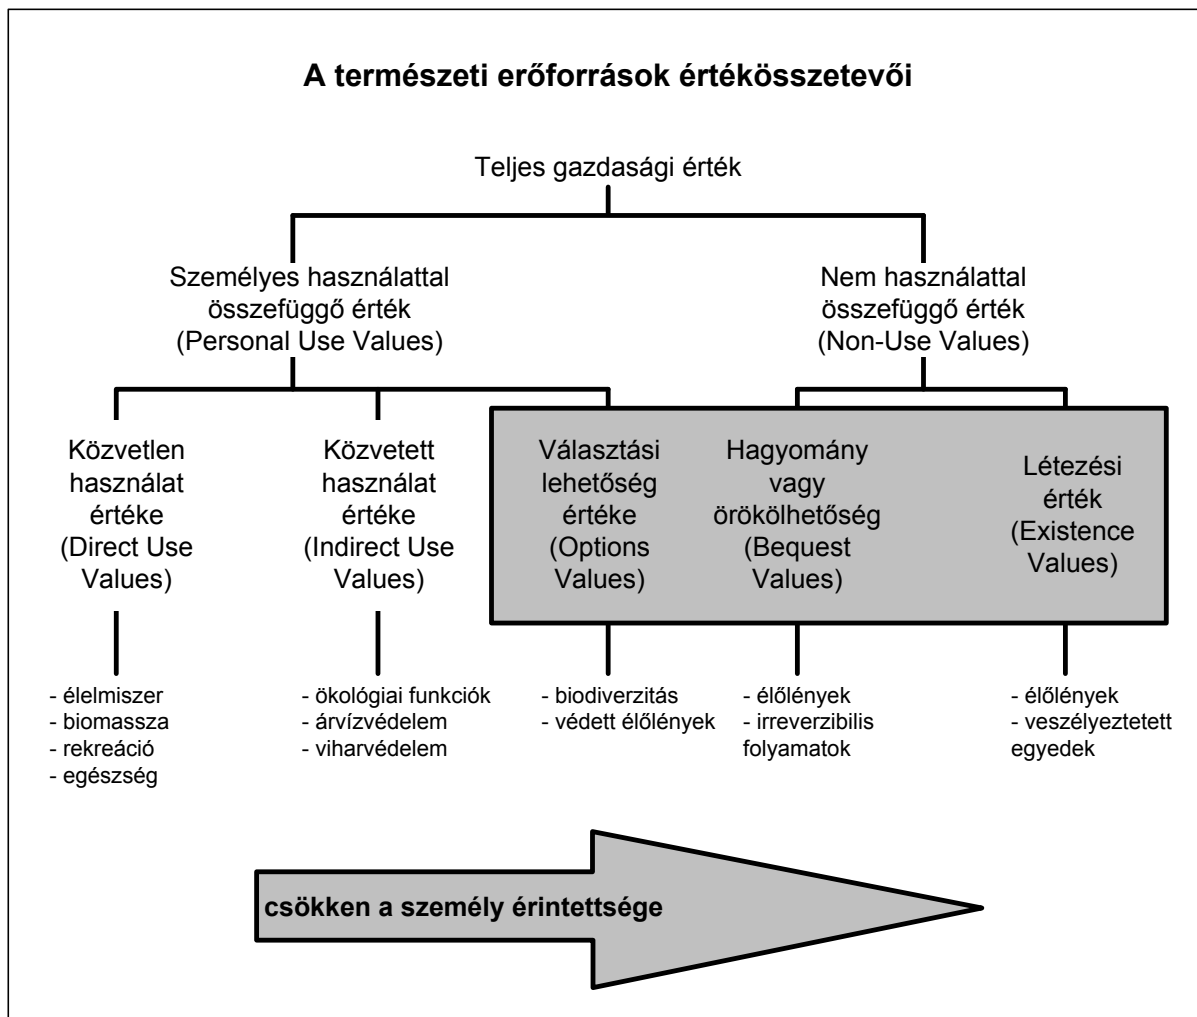 A természeti erőforrások értékösszetevői
Teljes gazdasági érték
Személyes használattal
összefüggő érték
(Personal Use Values)
Nem használattal
összefüggő érték
(Non-Use Values)
Közvetlen
használat
értéke
(Direct Use
Values)
Közvetett
használat
értéke
(Indirect Use
Values)
Választási
lehetőség
értéke
(Options
Values)
Hagyomány
vagy
örökölhetőség
(Bequest
Values)
Létezési
érték
(Existence
Values)
- élelmiszer
- biomassza
- rekreáció
- egészség
- ökológiai funkciók
- árvízvédelem
- viharvédelem
- biodiverzitás
- védett élőlények
- élőlények
- irreverzibilis
folyamatok
- élőlények
- veszélyeztetett
egyedek
csökken a személy érintettsége